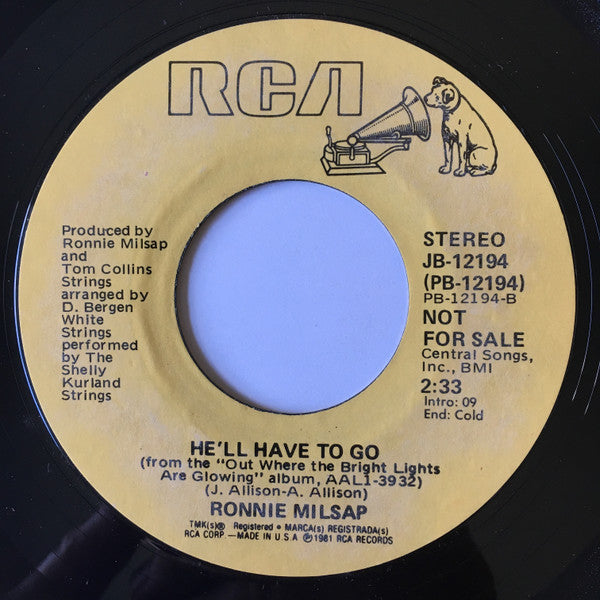 RCA
Produced by
Ronnie Milsap
and
Tom Collins
Strings
arranged by
D. Bergen
White
Strings
performed
by The
Shelly
Kurland
Strings
STEREO
JB-12194
(PB-12194)
PB-12194-B
NOT
FOR SALE
Central Songs,
Inc., BMI
2:33
Intro: 09
End: Cold
HE'LL HAVE TO GO
(from the "Out Where the Bright Lights
Are Glowing" album, AAL1-3932)
(J. Allison-A. Allison)
RONNIE MILSAP
TMK(s)® Registered • MARCA(s) REGISTRADA(s)
RCA CORP.—MADE IN U.S.A ℗1981 RCA RECORDS